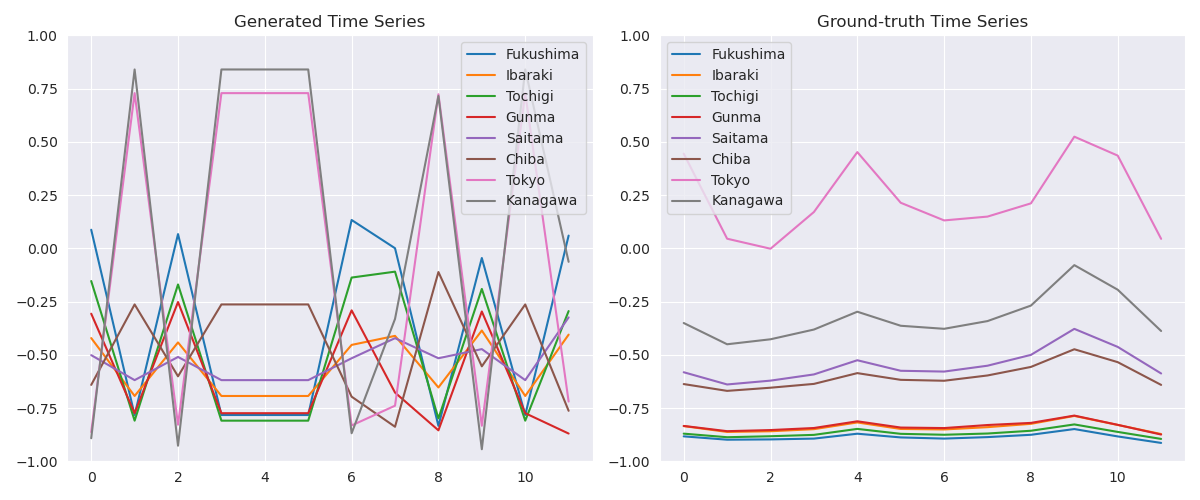 Generated Time Series
1.00
0.75
0.50
0.25
0.00
−0.25
−0.50
−0.75
−1.00
0
2
4
6
8
10
Fukushima
Ibaraki
Tochigi
Gunma
Saitama
Chiba
Tokyo
Kanagawa
Ground-truth Time Series
1.00
0.75
0.50
0.25
0.00
−0.25
−0.50
−0.75
−1.00
0
2
4
6
8
10
Fukushima
Ibaraki
Tochigi
Gunma
Saitama
Chiba
Tokyo
Kanagawa